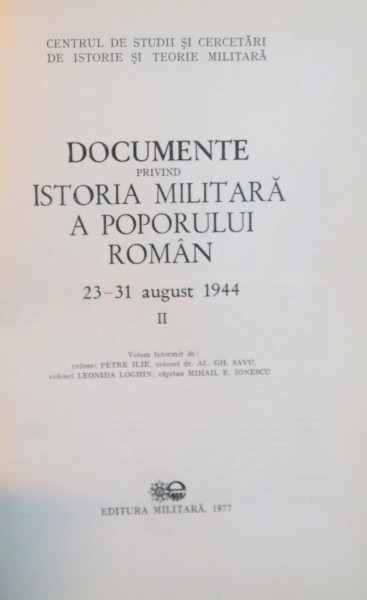 CENTRUL DE STUDII ȘI CERCETĂRI
DE ISTORIE ȘI TEORIE MILITARĂ
DOCUMENTE
PRIVIND
ISTORIA MILITARĂ
A POPORULUI
ROMÂN
23–31 august 1944
II
Volum întocmit de:
colonel PETRE ILIE, colonel dr. AL. GH. SAVU,
colonel LEONIDA LOGHIN, căpitan MIHAIL E. IONESCU
EDITURA MILITARĂ, 1977